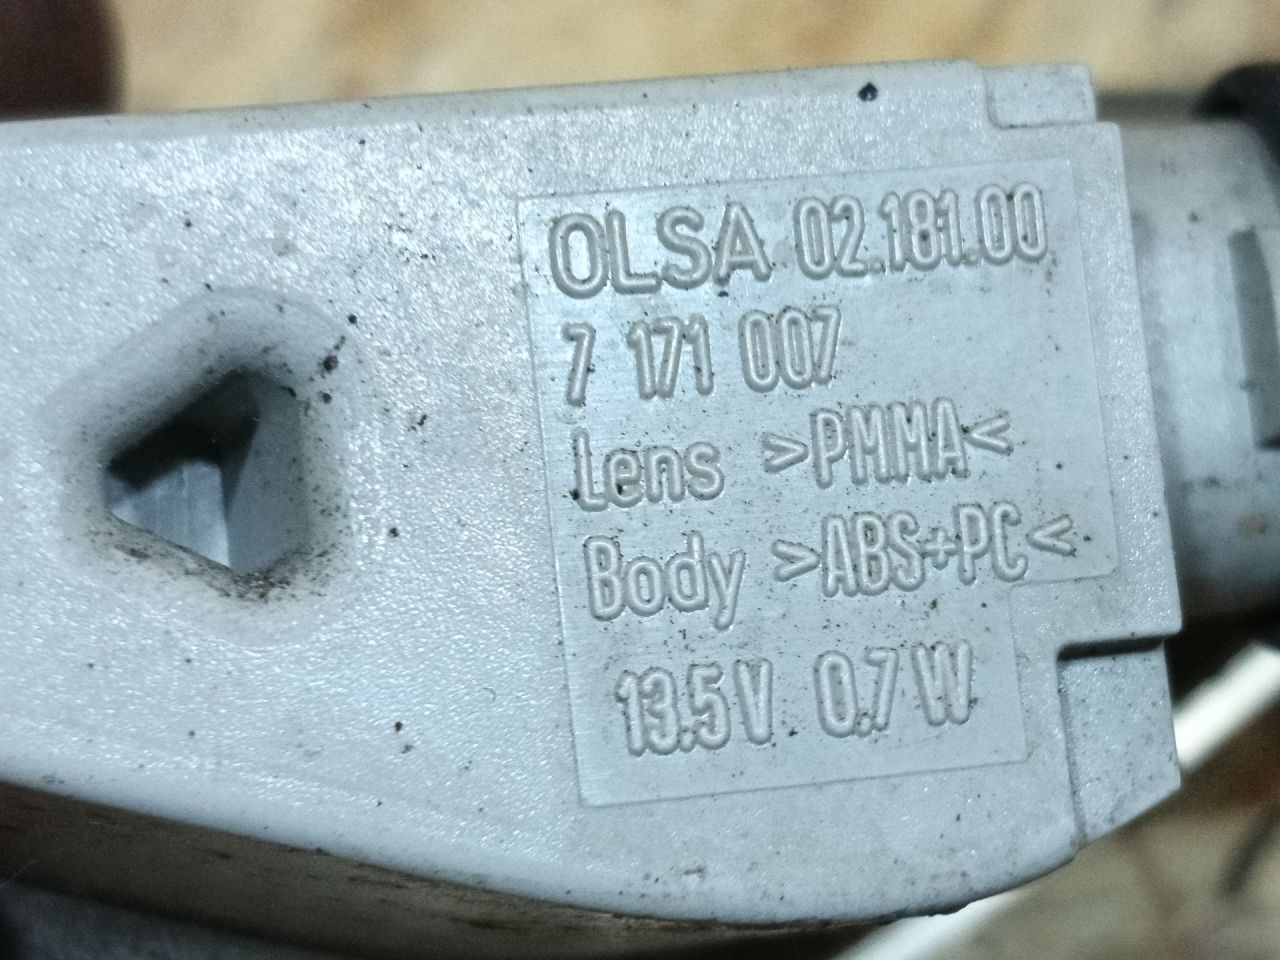 OLSA 02.181.00
7 171 007
Lens >PMMA<
Body >ABS+PC<
13.5V 0.7W